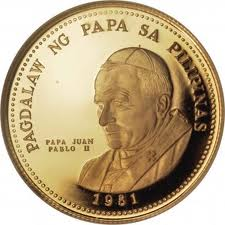 PAGDALAW NG PAPA SA PILIPINAS
PAPA JUAN
PABLO II
1981